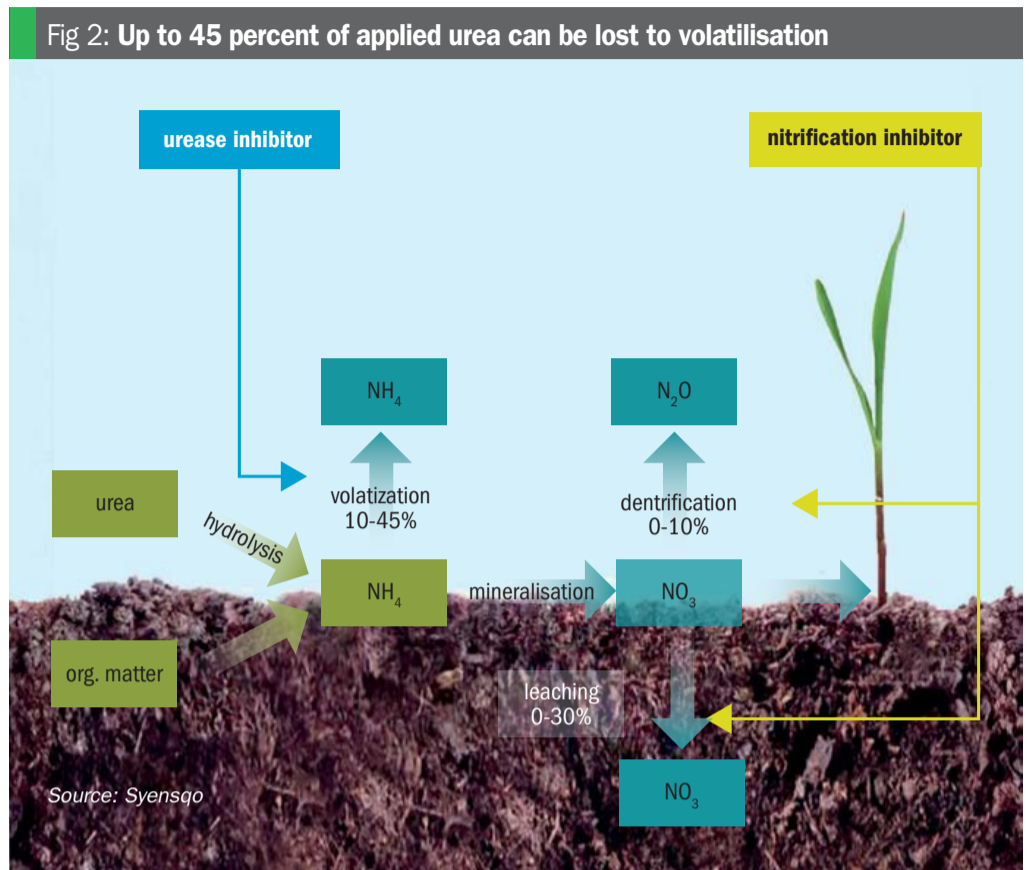 Fig 2: Up to 45 percent of applied urea can be lost to volatilisation
urease inhibitor
nitrification inhibitor
NH₄
N₂O
urea
hydrolysis
volatization
10-45%
dentrification
0-10%
NH₄
mineralisation
NO₃
org. matter
leaching
0-30%
NO₃
Source: Syensqo